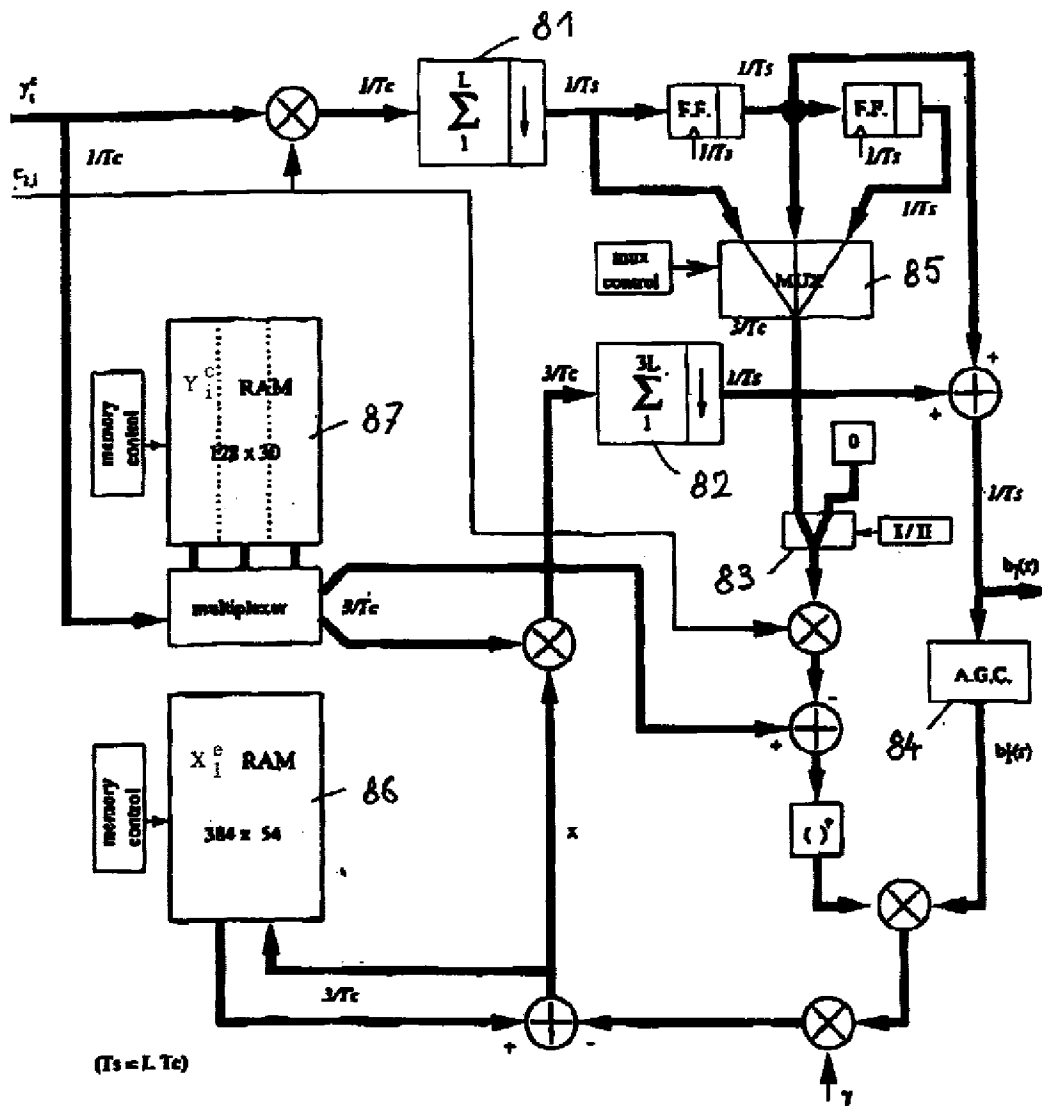 81
1/Tc
L
∑
1
1/Ts
1/Ts
F.F.
F.F.
1/Ts
1/Ts
1/Tc
1/Ts
mux
control
MUX
85
3/Tc
Y i c RAM
128 x 30
87
memory
control
3/Tc
3L
∑
1
1/Ts
82
+
+
0
1/Ts
I / II
83
multiplexer
3/Tc
A.G.C.
84
-
+
X i e RAM
384 x 54
86
memory
control
x
( )*
3/Tc
+
-
(Ts = L Tc)
γ